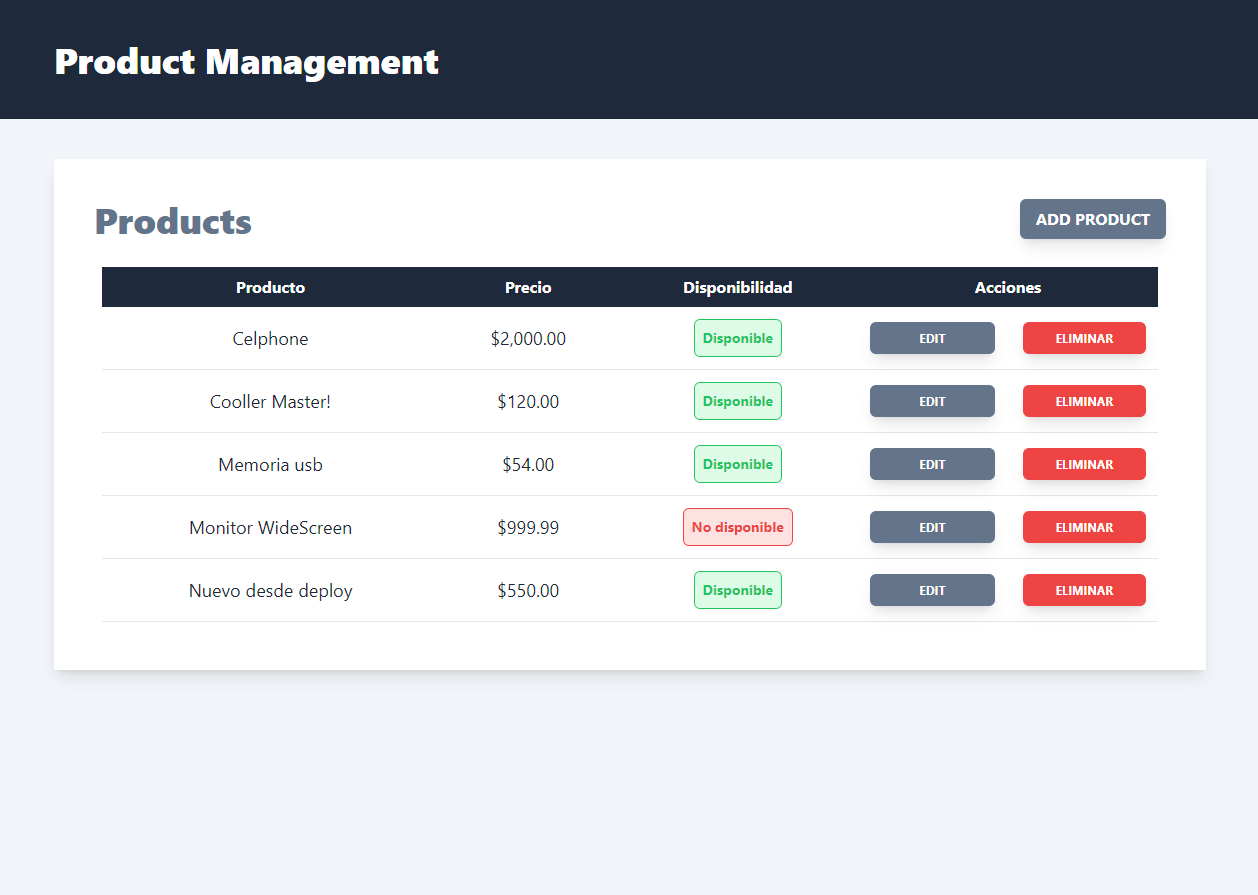 Product Management
Products
ADD PRODUCT
Producto Precio Disponibilidad Acciones
Celphone $2,000.00 Disponible EDIT ELIMINAR
Cooller Master! $120.00 Disponible EDIT ELIMINAR
Memoria usb $54.00 Disponible EDIT ELIMINAR
Monitor WideScreen $999.99 No disponible EDIT ELIMINAR
Nuevo desde deploy $550.00 Disponible EDIT ELIMINAR